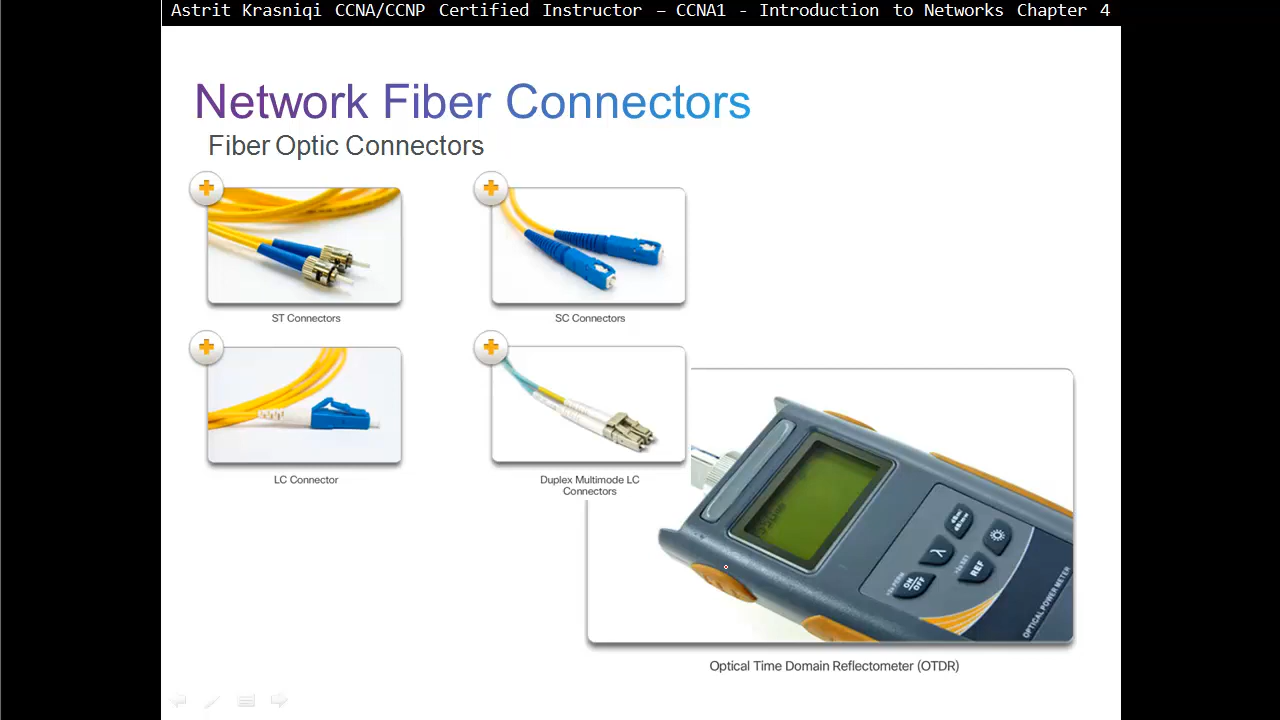 Astrit Krasniqi CCNA/CCNP Certified Instructor – CCNA1 - Introduction to Networks Chapter 4
Network Fiber Connectors
Fiber Optic Connectors
ST Connectors
SC Connectors
LC Connector
Duplex Multimode LC
Connectors
λ
ON
OFF
REF
OPTICAL POWER METER
Optical Time Domain Reflectometer (OTDR)